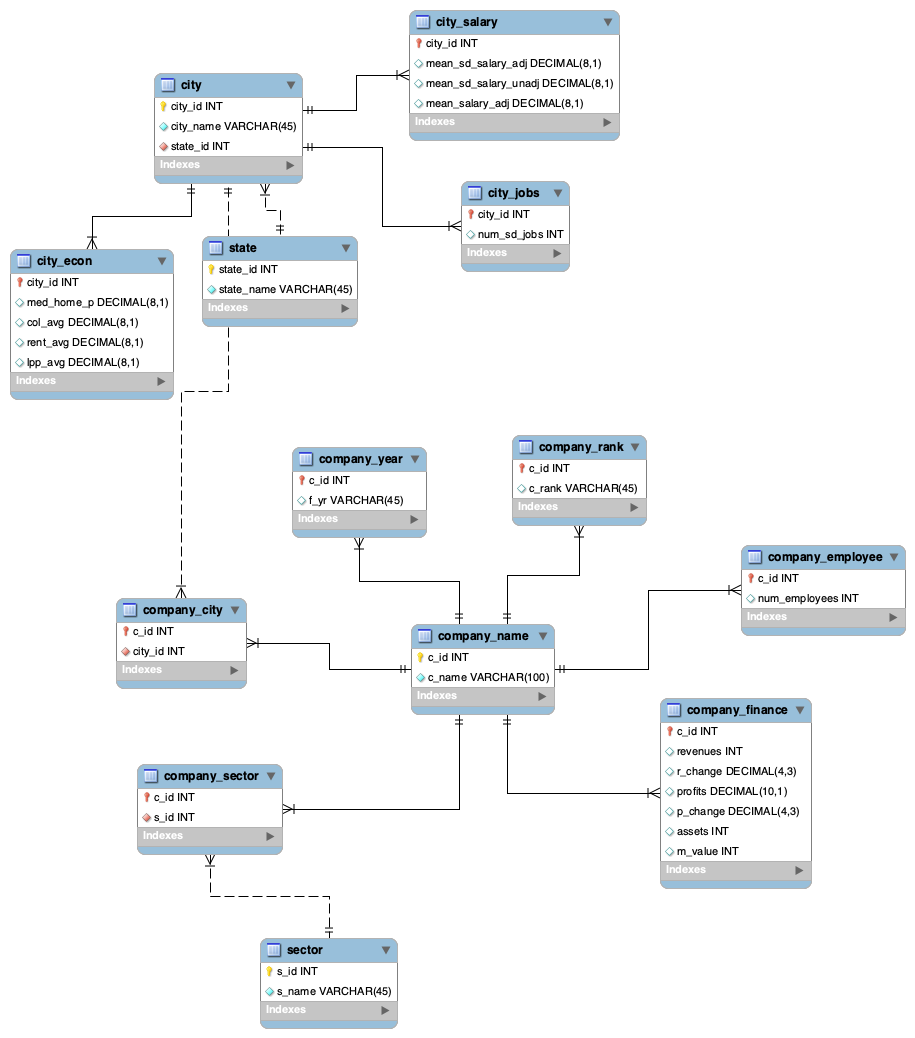 city_salary
city_id INT
mean_sd_salary_adj DECIMAL(8,1)
mean_sd_salary_unadj DECIMAL(8,1)
mean_salary_adj DECIMAL(8,1)
Indexes
city
city_id INT
city_name VARCHAR(45)
state_id INT
Indexes
city_jobs
city_id INT
num_sd_jobs INT
Indexes
state
state_id INT
state_name VARCHAR(45)
Indexes
city_econ
city_id INT
med_home_p DECIMAL(8,1)
col_avg DECIMAL(8,1)
rent_avg DECIMAL(8,1)
lpp_avg DECIMAL(8,1)
Indexes
company_year
c_id INT
f_yr VARCHAR(45)
Indexes
company_rank
c_id INT
c_rank VARCHAR(45)
Indexes
company_employee
c_id INT
num_employees INT
Indexes
company_city
c_id INT
city_id INT
Indexes
company_name
c_id INT
c_name VARCHAR(100)
Indexes
company_finance
c_id INT
revenues INT
r_change DECIMAL(4,3)
profits DECIMAL(10,1)
p_change DECIMAL(4,3)
assets INT
m_value INT
Indexes
company_sector
c_id INT
s_id INT
Indexes
sector
s_id INT
s_name VARCHAR(45)
Indexes